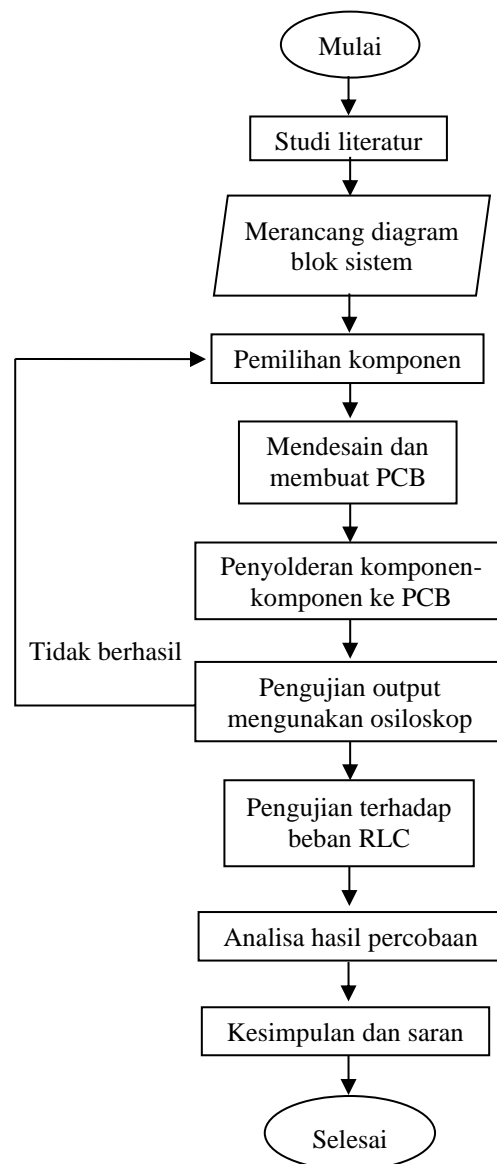 Mulai
Studi literatur
Merancang diagram
blok sistem
Pemilihan komponen
Mendesain dan
membuat PCB
Penyolderan komponen-
komponen ke PCB
Tidak berhasil
Pengujian output
mengunakan osiloskop
Pengujian terhadap
beban RLC
Analisa hasil percobaan
Kesimpulan dan saran
Selesai